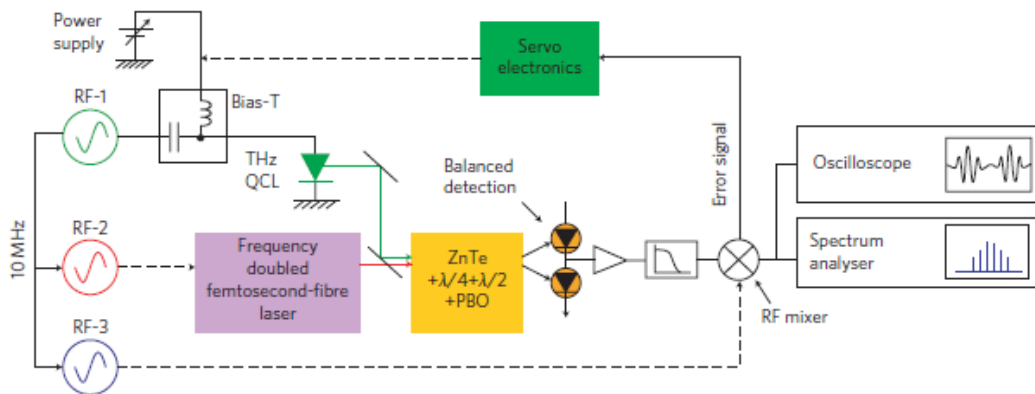 Power
supply
RF-1
Bias-T
Servo
electronics
THz
QCL
Balanced
detection
Error signal
Oscilloscope
10 MHz
RF-2
Frequency
doubled
femtosecond-fibre
laser
ZnTe
+λ/4+λ/2
+PBO
Spectrum
analyser
RF mixer
RF-3